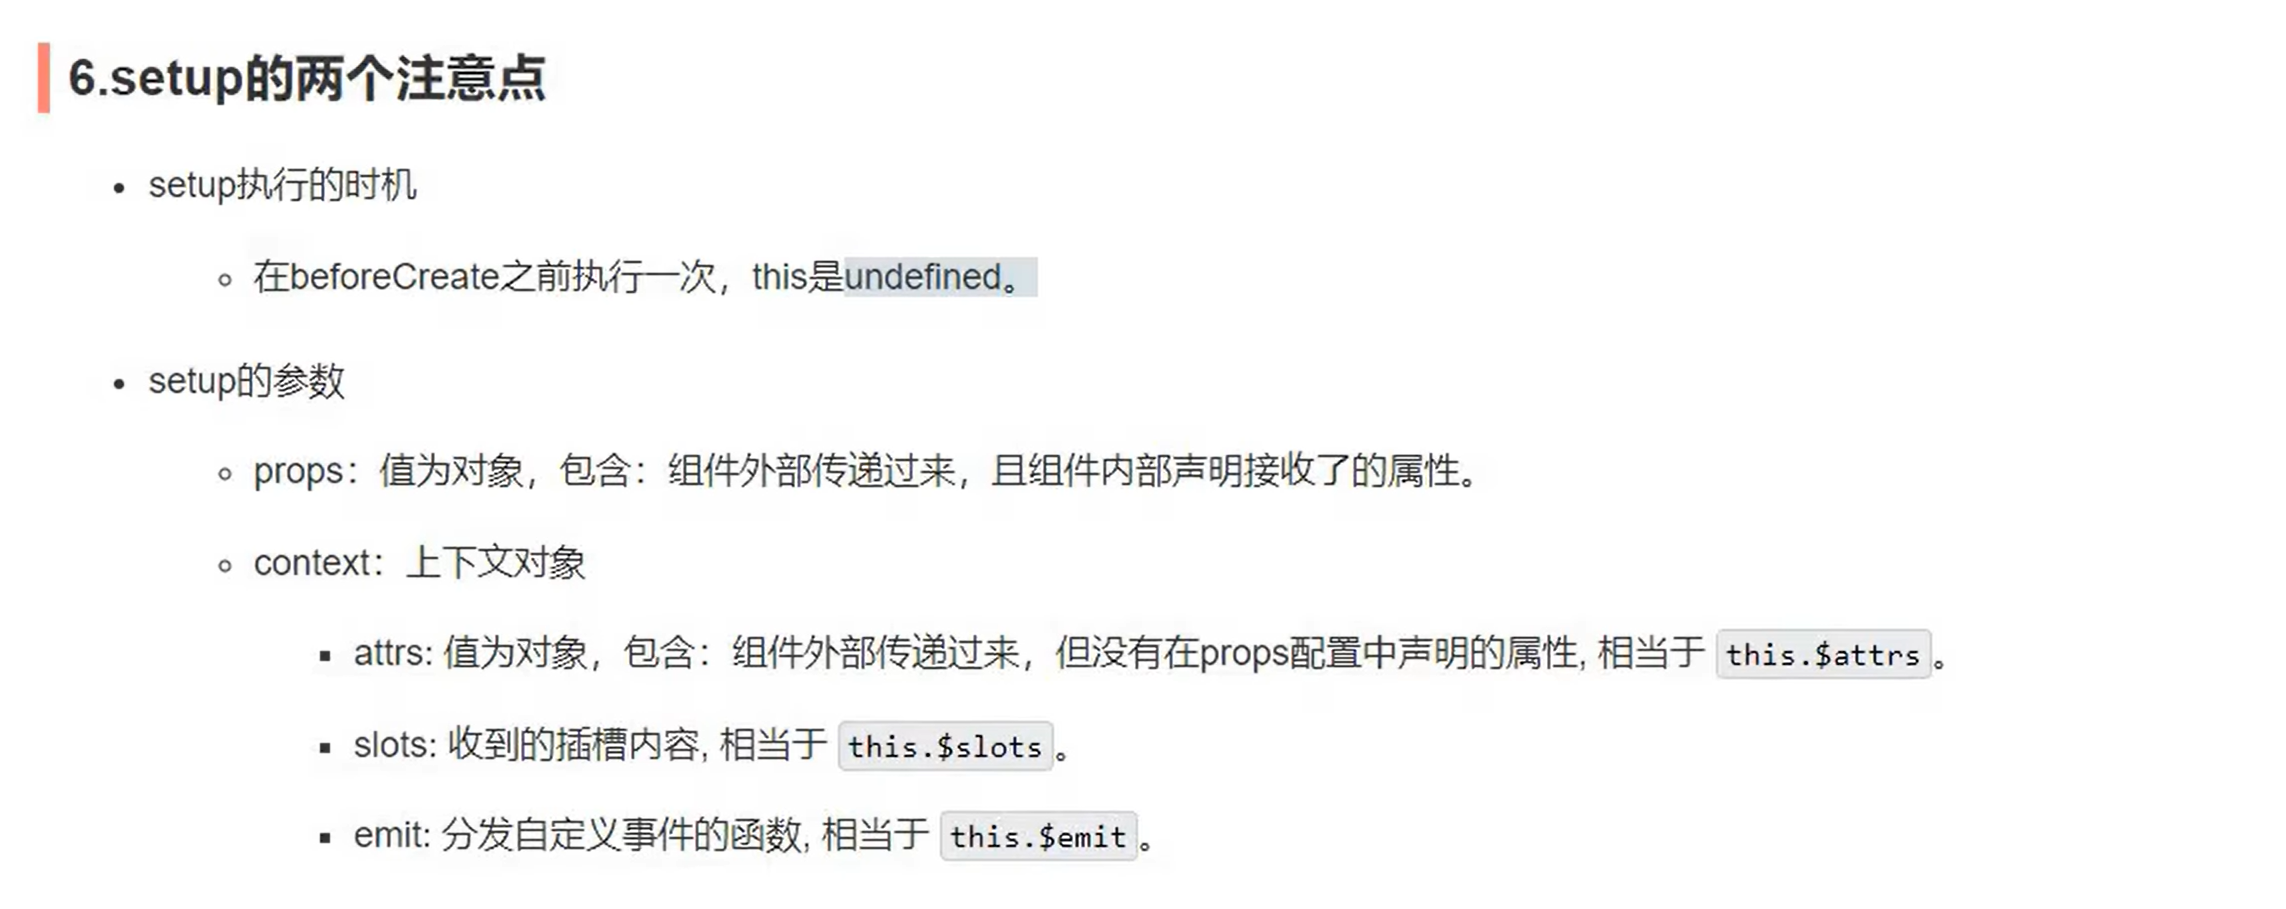 6.setup的两个注意点
setup执行的时机
在beforeCreate之前执行一次，this是undefined。
setup的参数
props：值为对象，包含：组件外部传递过来，且组件内部声明接收了的属性。
context：上下文对象
attrs: 值为对象，包含：组件外部传递过来，但没有在props配置中声明的属性, 相当于 this.$attrs。
slots: 收到的插槽内容, 相当于 this.$slots。
emit: 分发自定义事件的函数, 相当于 this.$emit。